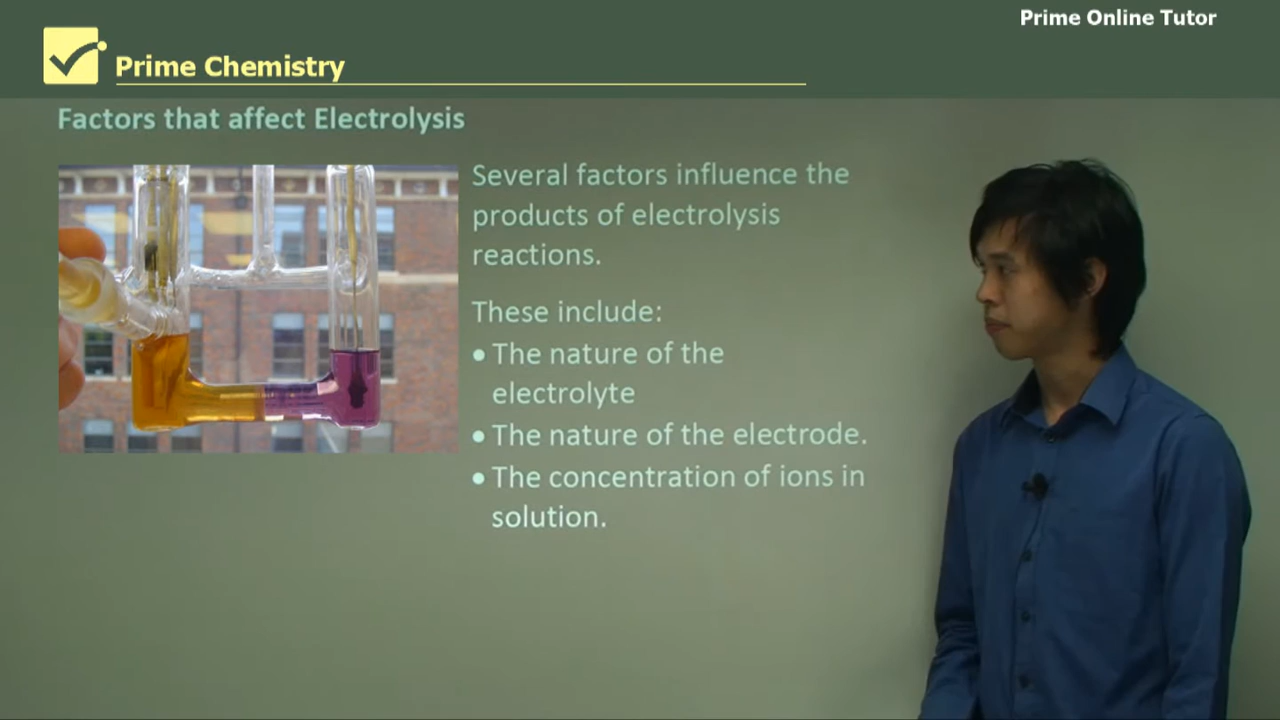 Prime Online Tutor
Prime Chemistry
Factors that affect Electrolysis
Several factors influence the
products of electrolysis
reactions.
These include:
• The nature of the
electrolyte
• The nature of the electrode.
• The concentration of ions in
solution.